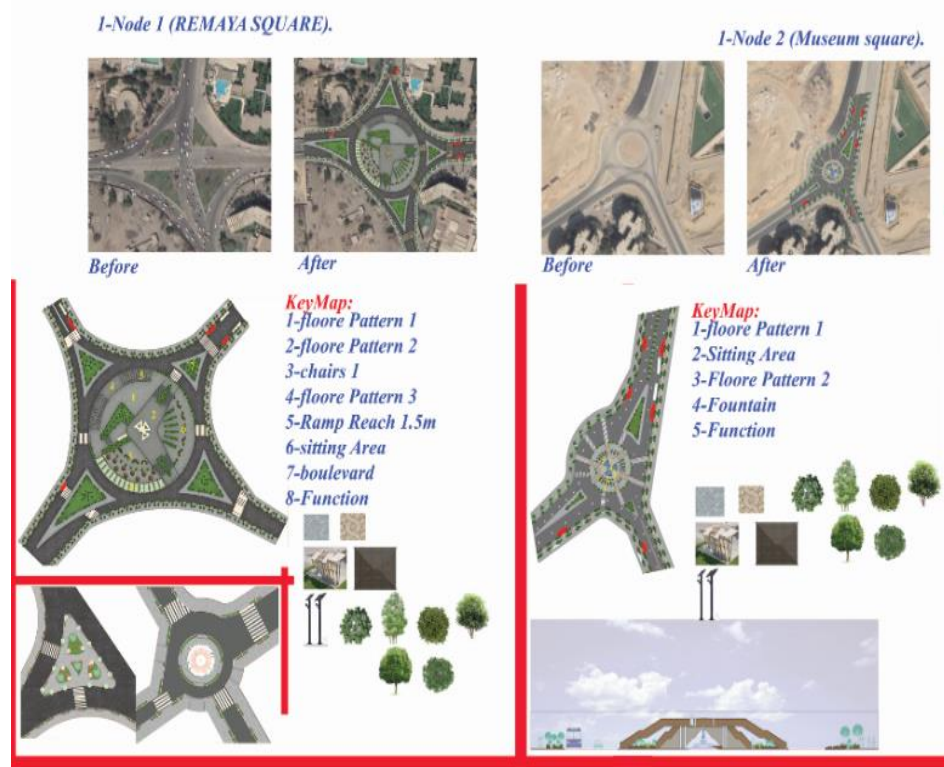 1-Node 1 (REMAYA SQUARE).
Before
After
KeyMap:
1-floore Pattern 1
2-floore Pattern 2
3-chairs 1
4-floore Pattern 3
5-Ramp Reach 1.5m
6-sitting Area
7-boulevard
8-Function
1-Node 2 (Museum square).
Before
After
KeyMap:
1-floore Pattern 1
2-Sitting Area
3-Floore Pattern 2
4-Fountain
5-Function